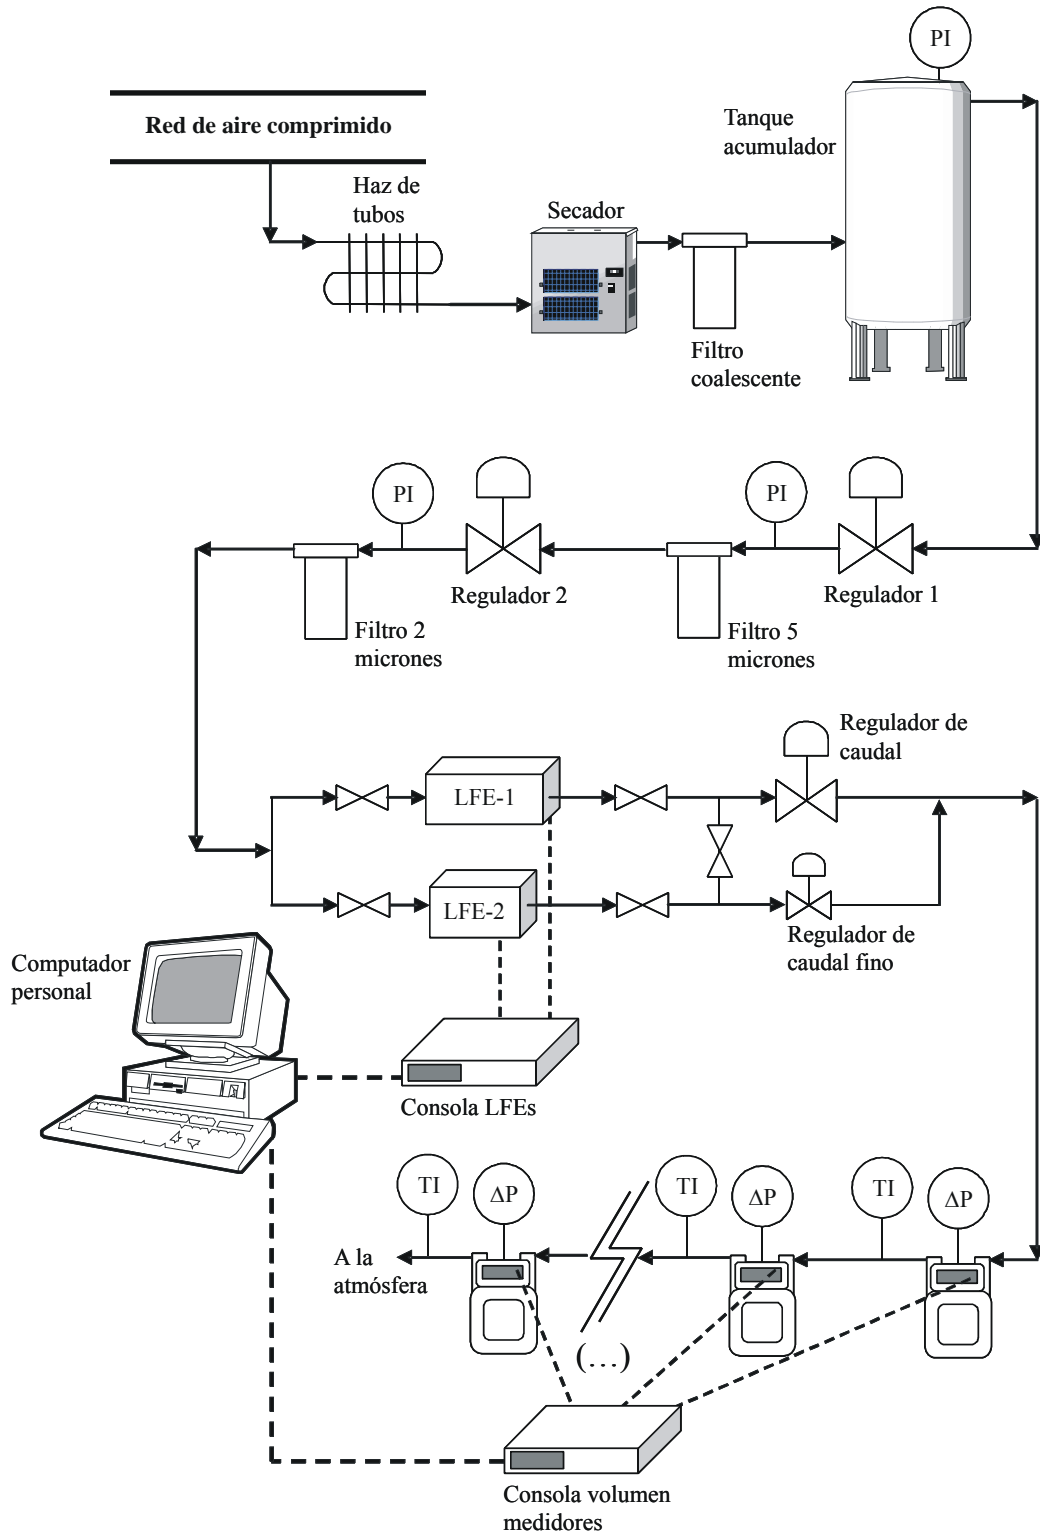 PI
Red de aire comprimido
Tanque
acumulador
Haz de
tubos
Secador
Filtro
coalescente
PI
PI
Regulador 2
Regulador 1
Filtro 2
micrones
Filtro 5
micrones
Regulador de
caudal
LFE-1
LFE-2
Regulador de
caudal fino
Computador
personal
Consola LFEs
TI
ΔP
TI
ΔP
TI
ΔP
A la
atmósfera
(...)
Consola volumen
medidores